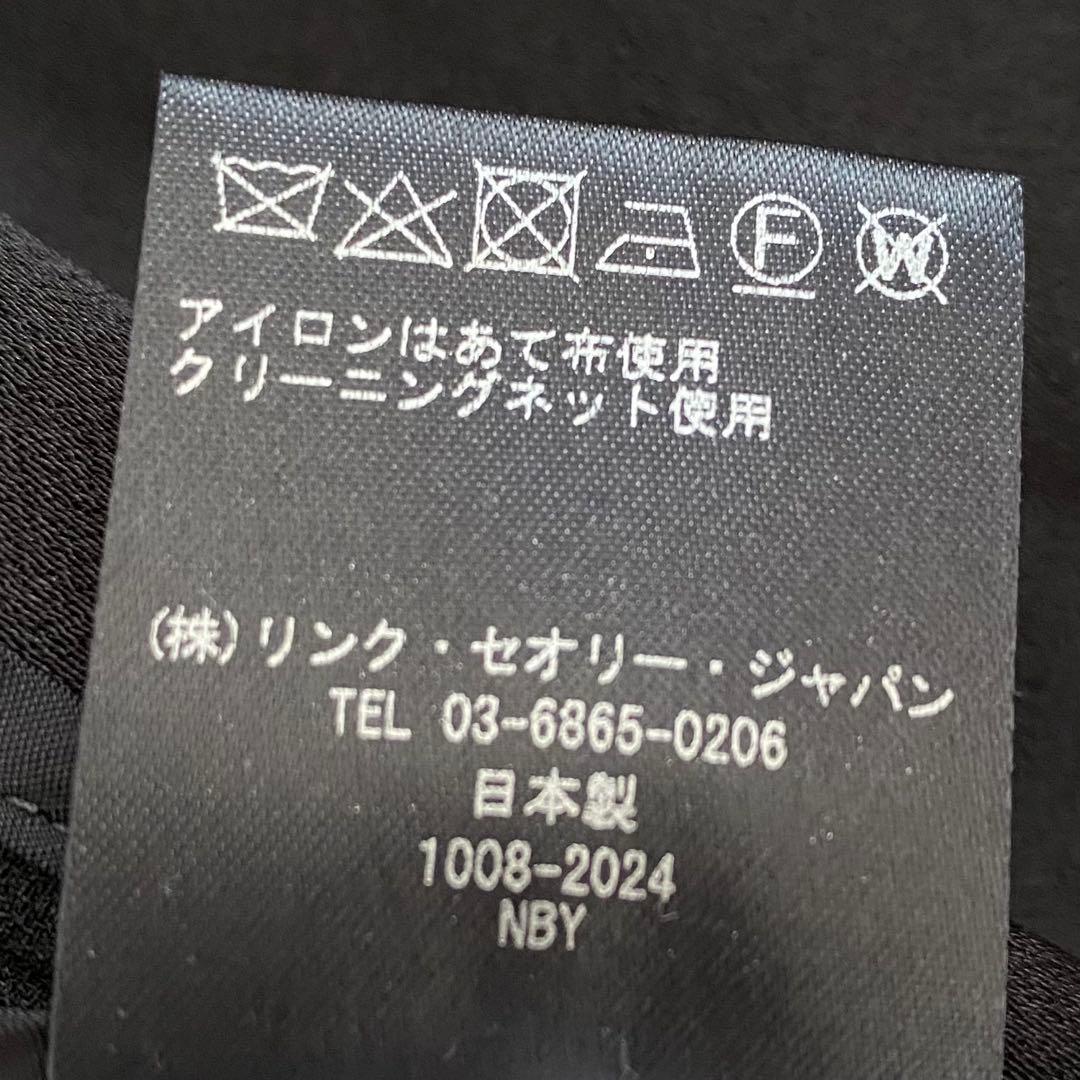 F W
アイロンはあて布使用
クリーニングネット使用
(株)リンク・セオリー・ジャパン
TEL 03-6865-0206
日本製
1008-2024
NBY